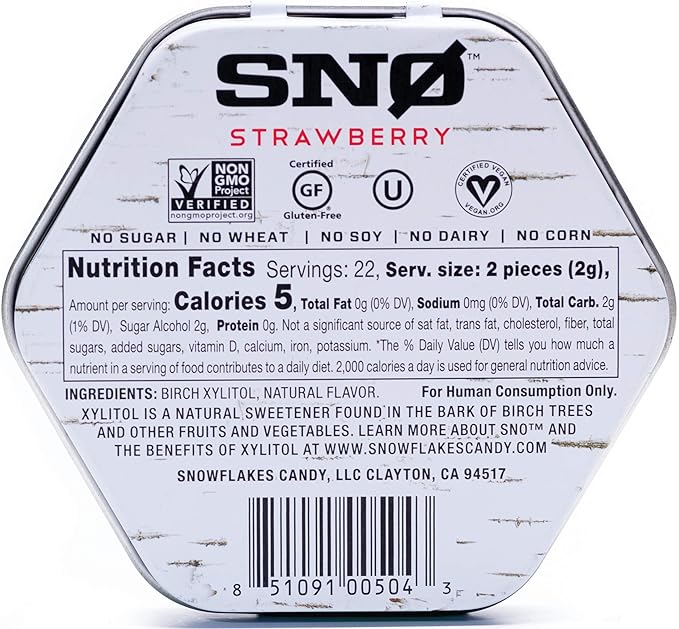 SNØ™
STRAWBERRY
NON
GMO
Project
VERIFIED
nongmoproject.org
Certified
GF
Gluten-Free
U
CERTIFIED VEGAN
V
VEGAN.ORG
NO SUGAR | NO WHEAT | NO SOY | NO DAIRY | NO CORN
Nutrition Facts Servings: 22, Serv. size: 2 pieces (2g),
Amount per serving: Calories 5, Total Fat 0g (0% DV), Sodium 0mg (0% DV), Total Carb. 2g
(1% DV), Sugar Alcohol 2g, Protein 0g. Not a significant source of sat fat, trans fat, cholesterol, fiber, total
sugars, added sugars, vitamin D, calcium, iron, potassium. *The % Daily Value (DV) tells you how much a
nutrient in a serving of food contributes to a daily diet. 2,000 calories a day is used for general nutrition advice.
INGREDIENTS: BIRCH XYLITOL, NATURAL FLAVOR. For Human Consumption Only.
XYLITOL IS A NATURAL SWEETENER FOUND IN THE BARK OF BIRCH TREES
AND OTHER FRUITS AND VEGETABLES. LEARN MORE ABOUT SNO™ AND
THE BENEFITS OF XYLITOL AT WWW.SNOWFLAKESCANDY.COM
SNOWFLAKES CANDY, LLC CLAYTON, CA 94517
8 51091 00504 3